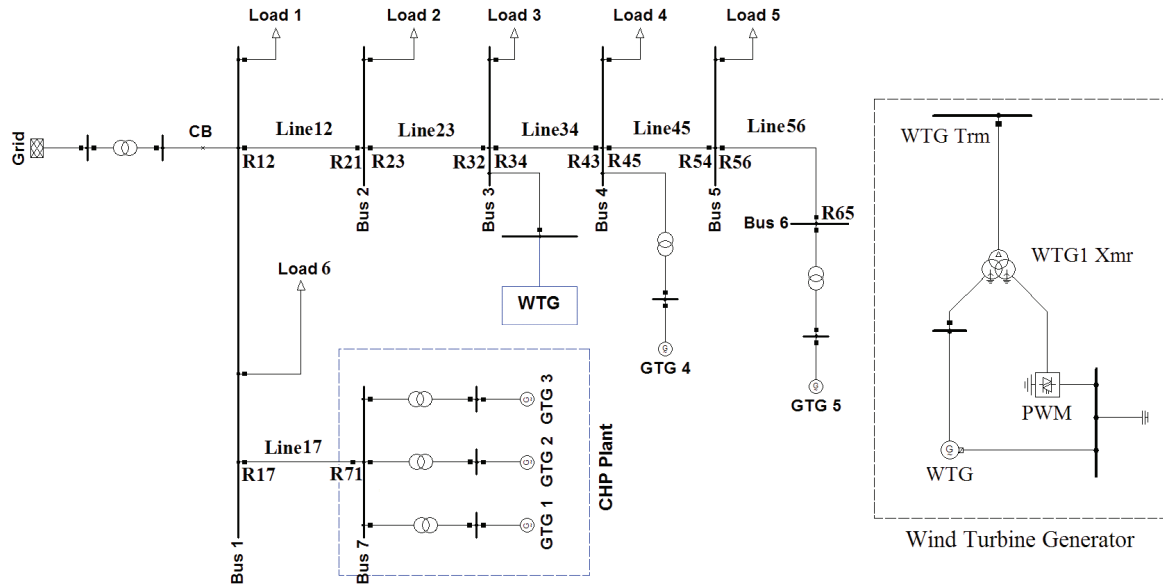 Load 1
Load 2
Load 3
Load 4
Load 5
Grid
CB
Line12
Line23
Line34
Line45
Line56
R12
R21
R23
R32
R34
R43
R45
R54
R56
Bus 2
Bus 3
Bus 4
Bus 5
Bus 6
R65
Load 6
WTG
GTG 4
GTG 5
Line17
R17
R71
GTG 3
GTG 2
GTG 1
CHP Plant
Bus 1
Bus 7
WTG Trm
WTG1 Xmr
PWM
WTG
Wind Turbine Generator